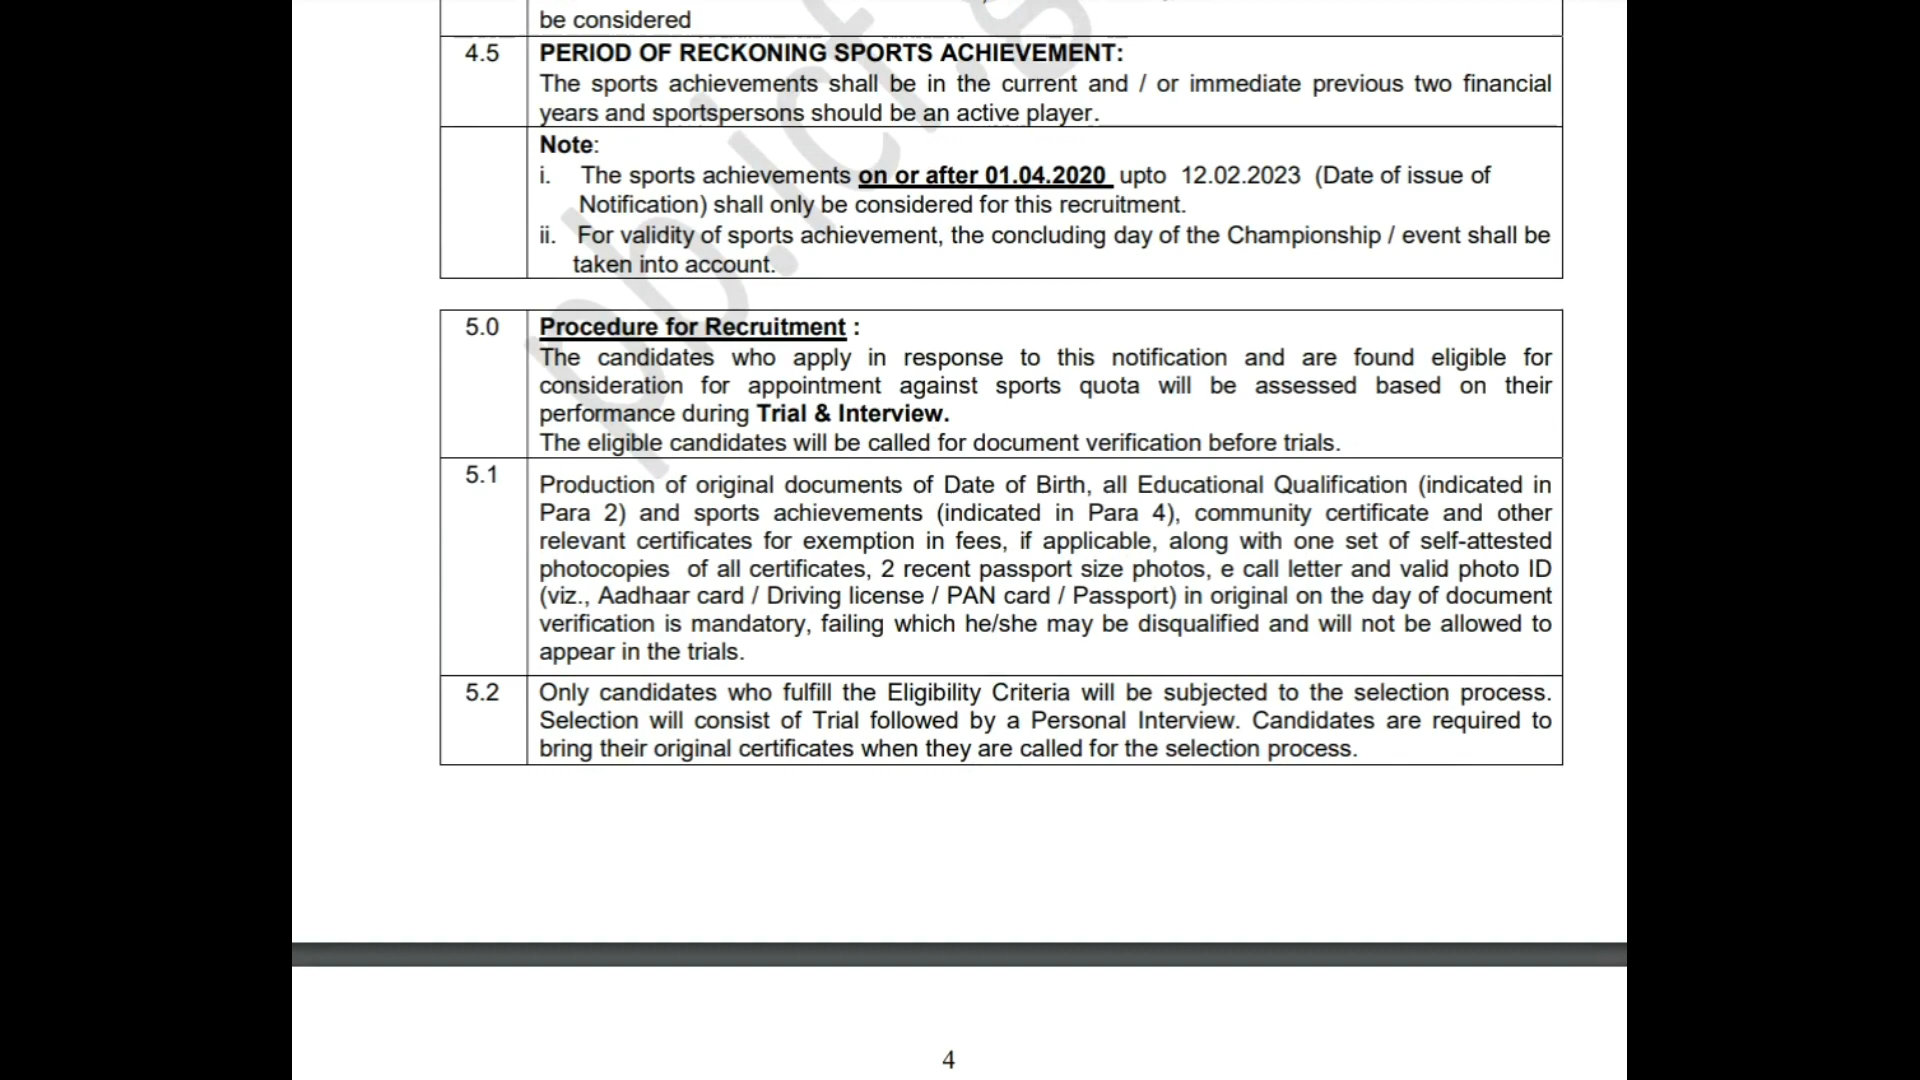 be considered
4.5 PERIOD OF RECKONING SPORTS ACHIEVEMENT:
The sports achievements shall be in the current and / or immediate previous two financial
years and sportspersons should be an active player.
Note:
i. The sports achievements on or after 01.04.2020 upto 12.02.2023 (Date of issue of
Notification) shall only be considered for this recruitment.
ii. For validity of sports achievement, the concluding day of the Championship / event shall be
taken into account.
5.0 Procedure for Recruitment :
The candidates who apply in response to this notification and are found eligible for
consideration for appointment against sports quota will be assessed based on their
performance during Trial & Interview.
The eligible candidates will be called for document verification before trials.
5.1
Production of original documents of Date of Birth, all Educational Qualification (indicated in
Para 2) and sports achievements (indicated in Para 4), community certificate and other
relevant certificates for exemption in fees, if applicable, along with one set of self-attested
photocopies of all certificates, 2 recent passport size photos, e call letter and valid photo ID
(viz., Aadhaar card / Driving license / PAN card / Passport) in original on the day of document
verification is mandatory, failing which he/she may be disqualified and will not be allowed to
appear in the trials.
5.2 Only candidates who fulfill the Eligibility Criteria will be subjected to the selection process.
Selection will consist of Trial followed by a Personal Interview. Candidates are required to
bring their original certificates when they are called for the selection process.
4